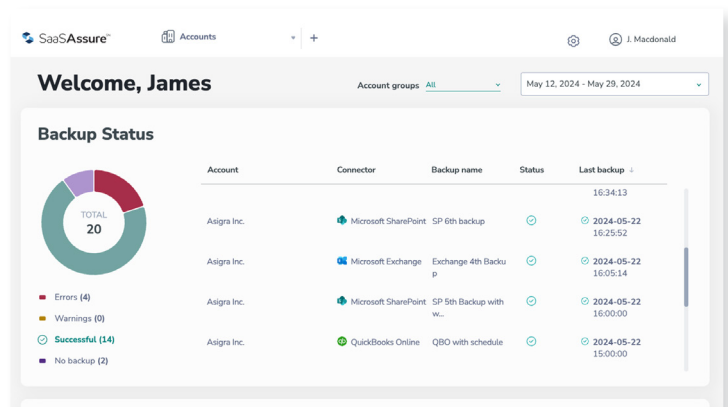 SaaSAssure™
Accounts
+
J. Macdonald
Welcome, James
Account groups All
May 12, 2024 - May 29, 2024
Backup Status
TOTAL
20
Errors (4)
Warnings (0)
Successful (14)
No backup (2)
Account Connector Backup name Status Last backup ↓
16:34:13
Asigra Inc. Microsoft SharePoint SP 6th backup 2024-05-22
16:25:52
Asigra Inc. Microsoft Exchange Exchange 4th Backu 2024-05-22
p 16:05:14
Asigra Inc. Microsoft SharePoint SP 5th Backup with 2024-05-22
w... 16:00:00
Asigra Inc. QuickBooks Online QBO with schedule 2024-05-22
15:00:00